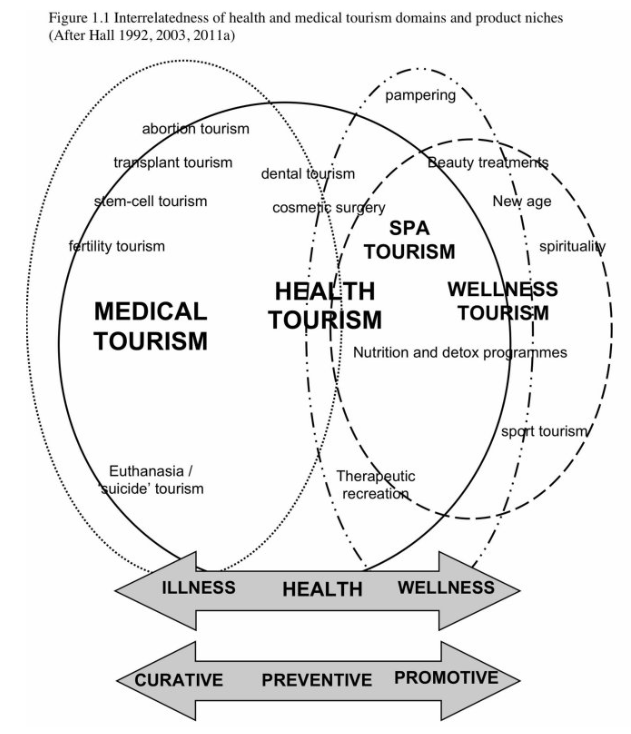 Figure 1.1 Interrelatedness of health and medical tourism domains and product niches
(After Hall 1992, 2003, 2011a)
pampering
abortion tourism
transplant tourism
Beauty treatments
dental tourism
stem-cell tourism
New age
cosmetic surgery
SPA
TOURISM
fertility tourism
spirituality
HEALTH
TOURISM
WELLNESS
TOURISM
MEDICAL
TOURISM
Nutrition and detox programmes
sport tourism
Euthanasia /
'suicide' tourism
Therapeutic
recreation
ILLNESS HEALTH WELLNESS
CURATIVE PREVENTIVE PROMOTIVE